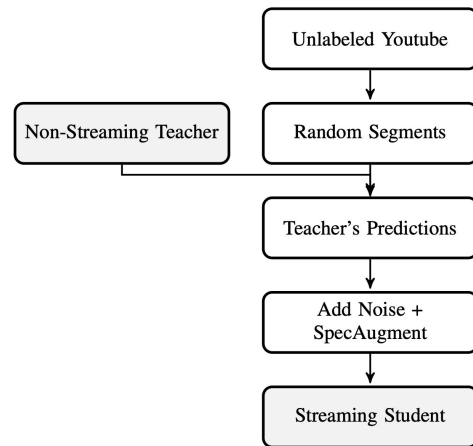 Unlabeled Youtube
Non-Streaming Teacher
Random Segments
Teacher's Predictions
Add Noise +
SpecAugment
Streaming Student